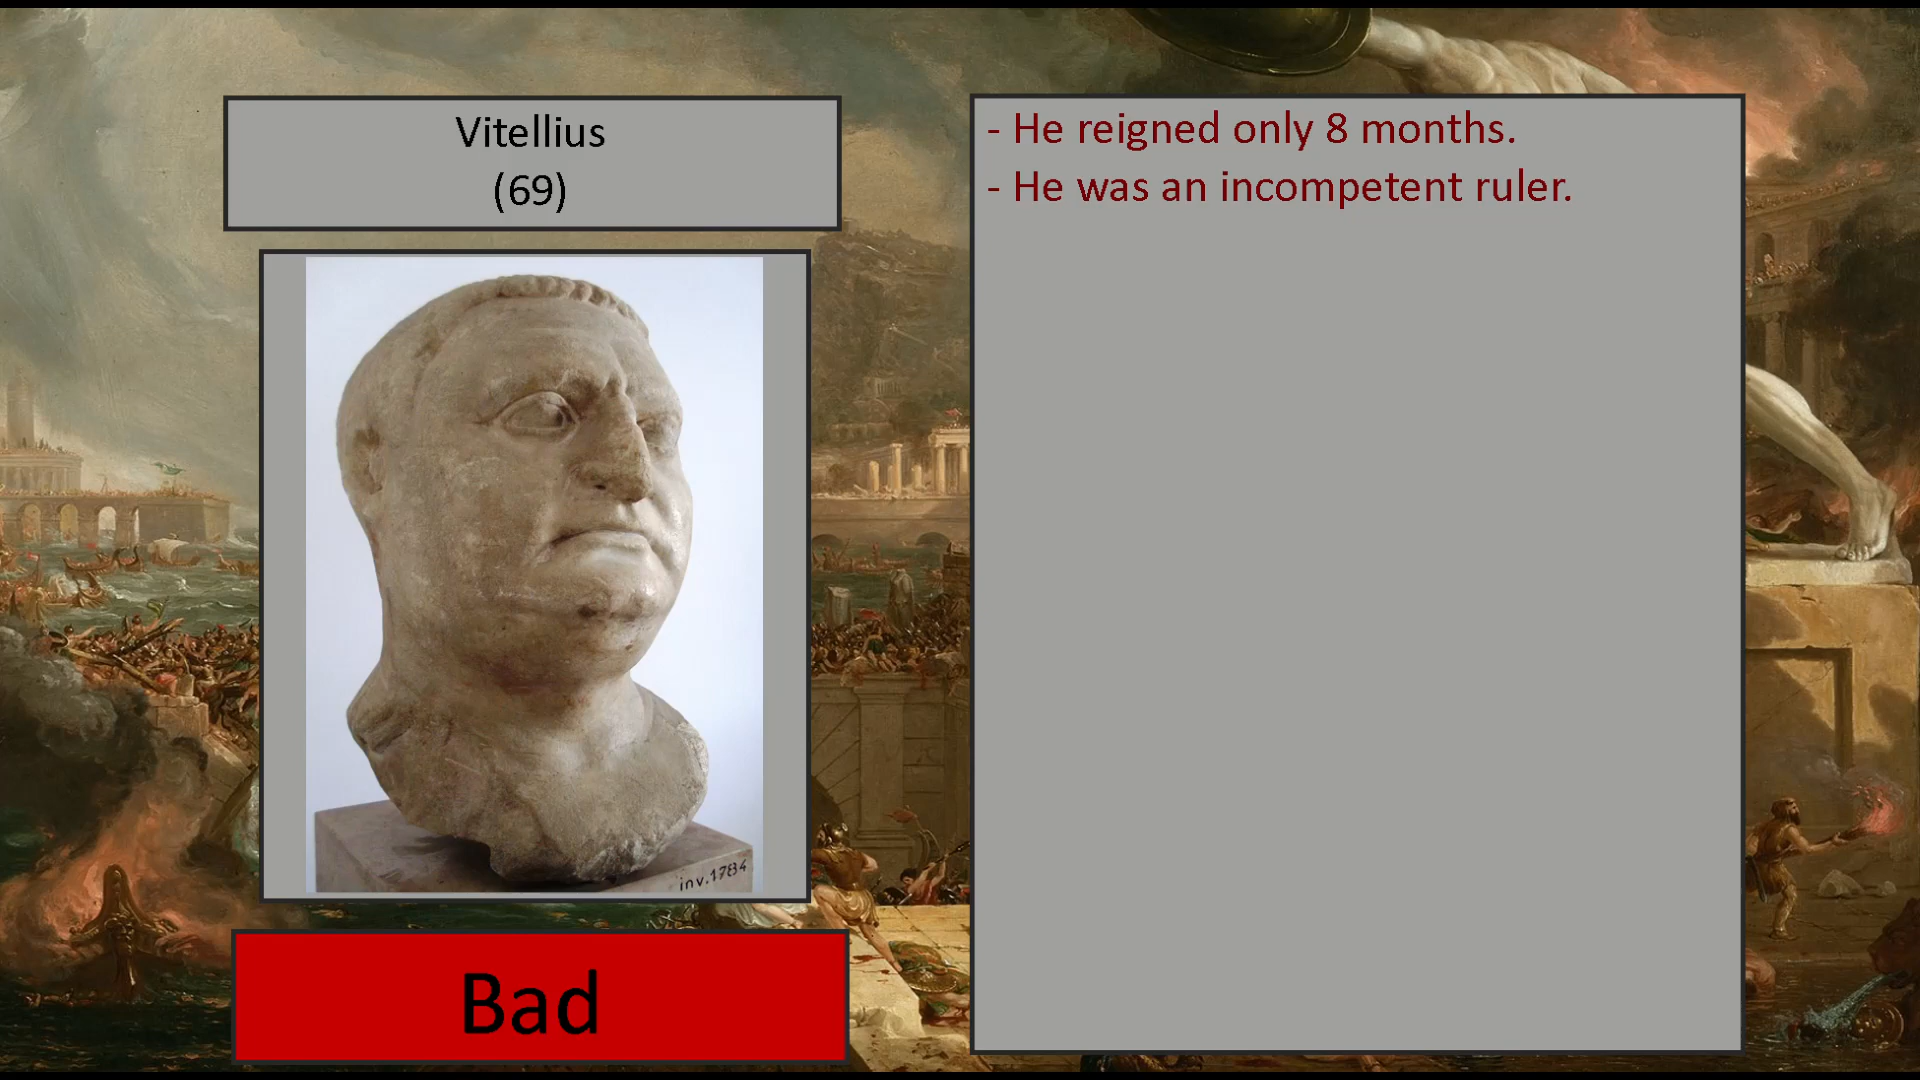 Vitellius
(69)
- He reigned only 8 months.
- He was an incompetent ruler.
inv.1784
Bad